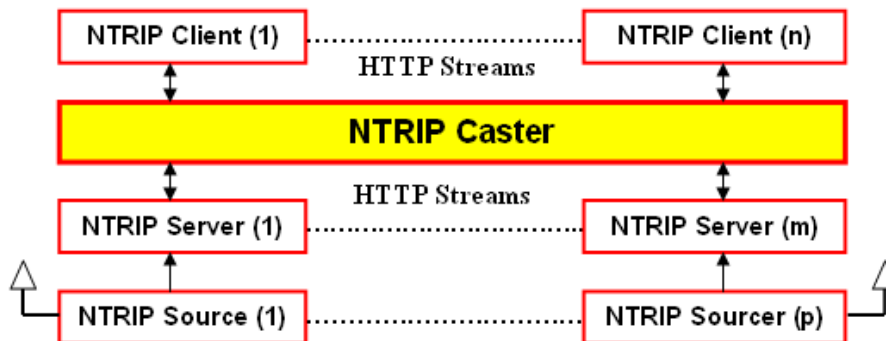 NTRIP Client (1)
NTRIP Client (n)
HTTP Streams
NTRIP Caster
HTTP Streams
NTRIP Server (1)
NTRIP Server (m)
NTRIP Source (1)
NTRIP Sourcer (p)